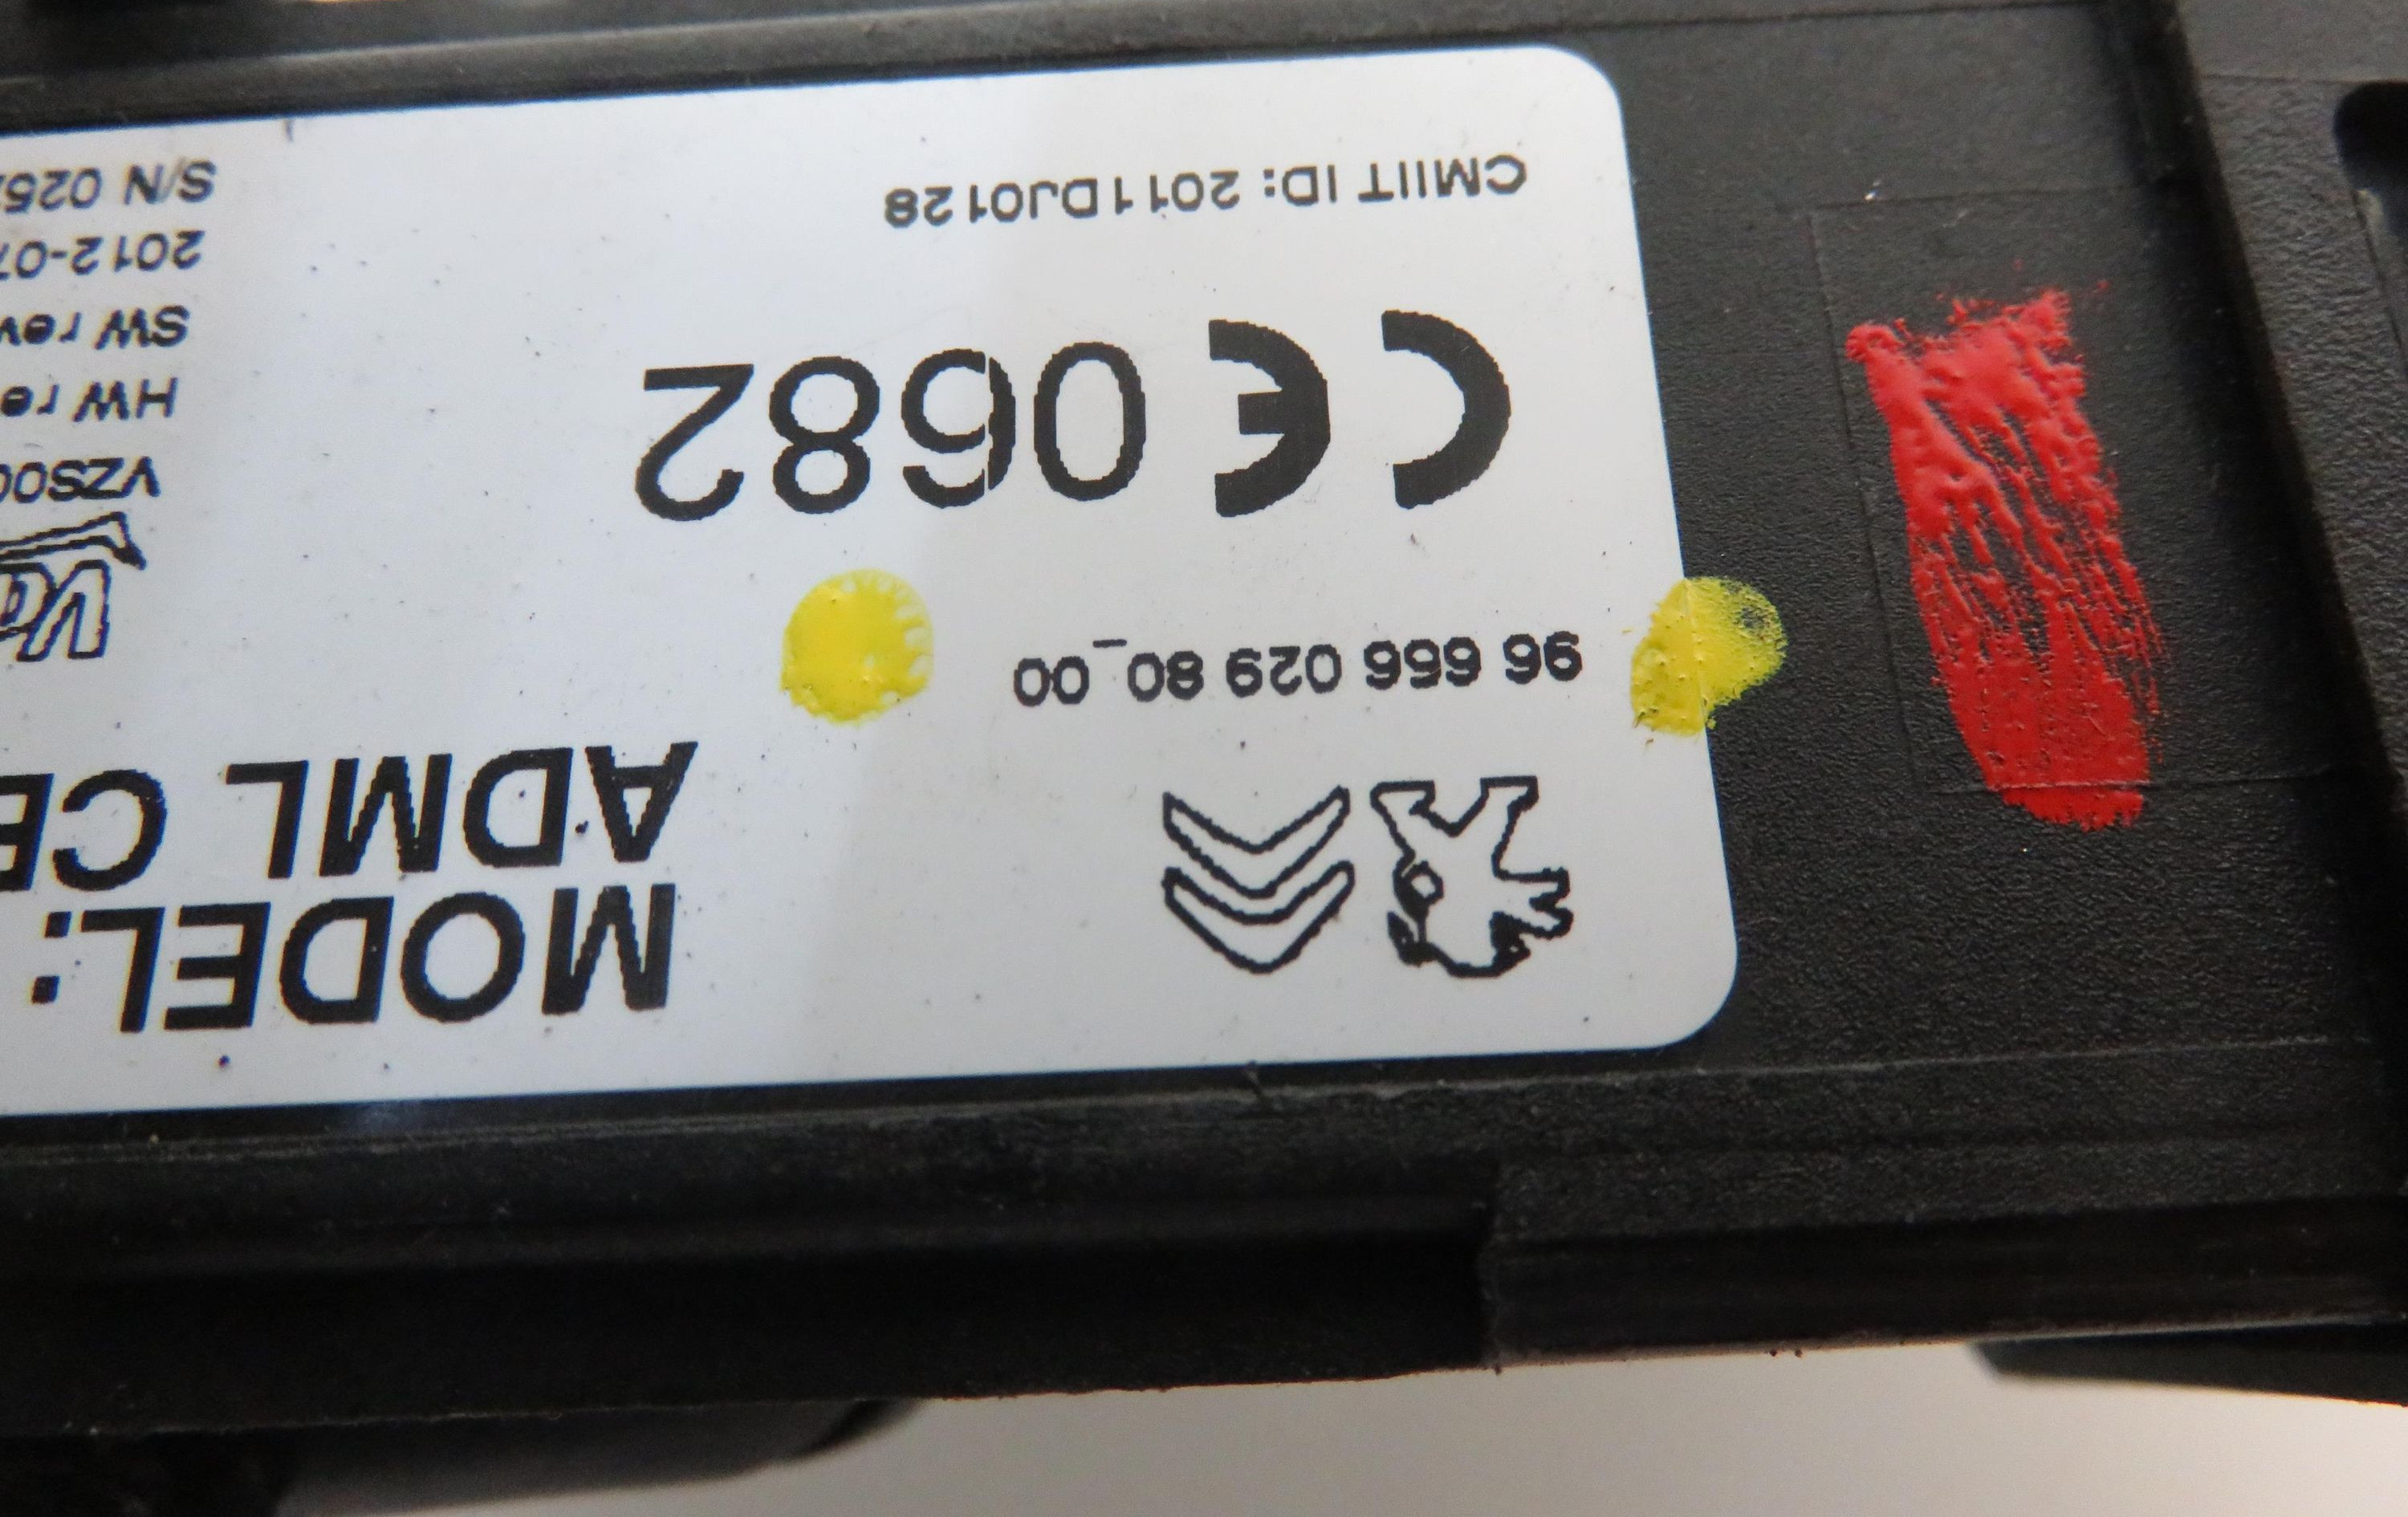 MODEL:
ADML CE
96 666 029 80_00
CE 0682
VZS00
HW re
SW rev
2012-07
CMIIT ID: 2011DJ0128
S/N 025